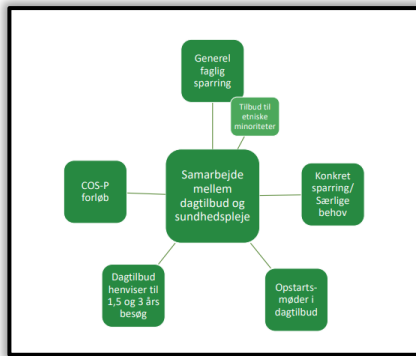 Generel
faglig
sparring
Tilbud til
etniske
minoriteter
Samarbejde
mellem
dagtilbud og
sundhedspleje
COS-P
forløb
Konkret
sparring/
Særlige
behov
Dagtilbud
henviser til
1,5 og 3 års
besøg
Opstarts-
møder i
dagtilbud